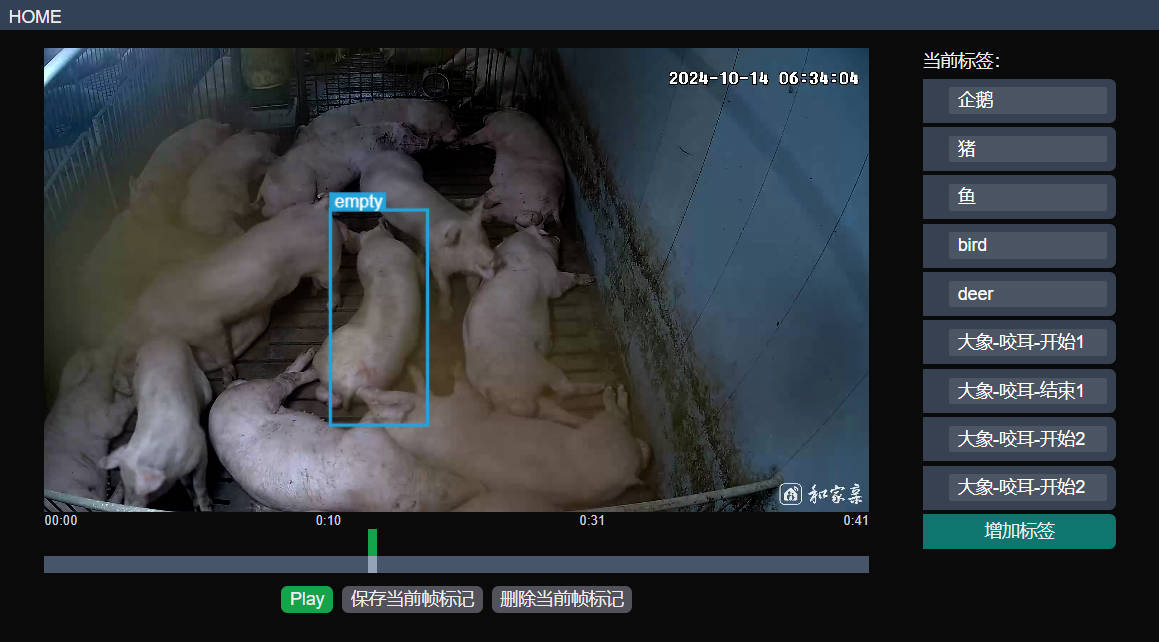 HOME
2024-10-14 06:34:04
empty
和家亲
00:00 0:10 0:31 0:41
Play 保存当前帧标记 删除当前帧标记
当前标签:
企鹅
猪
鱼
bird
deer
大象-咬耳-开始1
大象-咬耳-结束1
大象-咬耳-开始2
大象-咬耳-开始2
增加标签